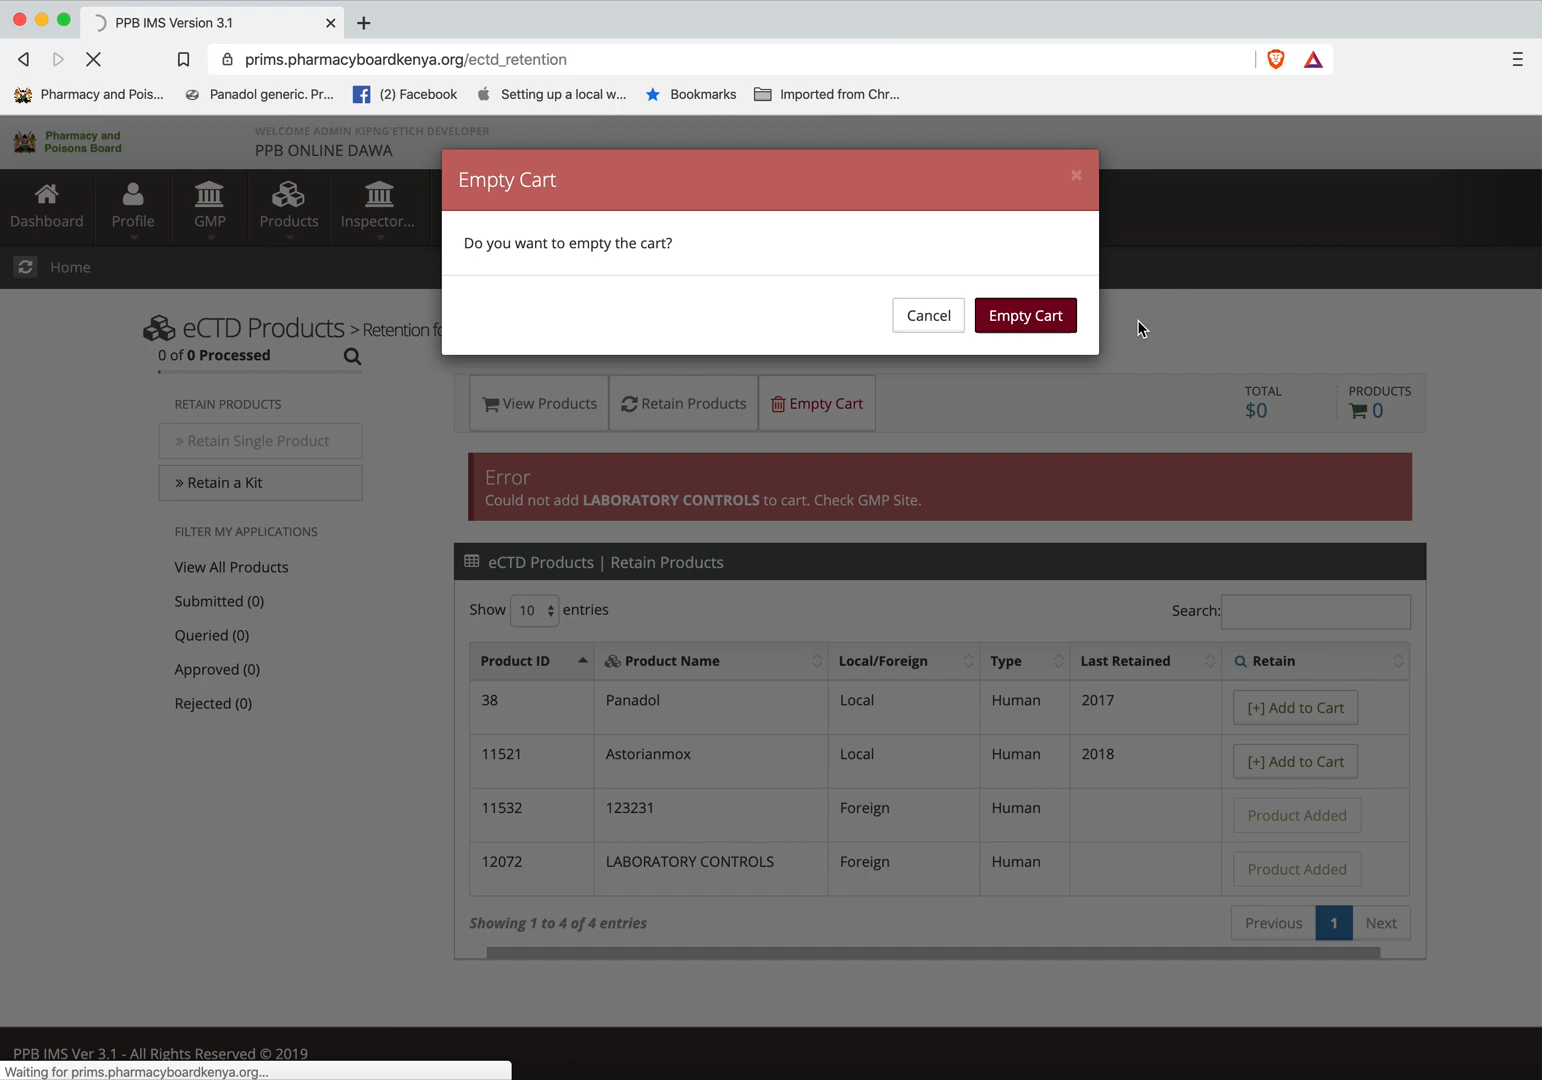 PPB IMS Version 3.1
prims.pharmacyboardkenya.org/ectd_retention
Pharmacy and Pois...
Panadol generic. Pr...
(2) Facebook
Setting up a local w...
Bookmarks
Imported from Chr...
Pharmacy and
Poisons Board
WELCOME ADMIN KIPNG'ETICH DEVELOPER
PPB ONLINE DAWA
Empty Cart
×
Do you want to empty the cart?
Cancel
Empty Cart
Dashboard
Profile
GMP
Products
Inspector...
Home
eCTD Products > Retention fo
0 of 0 Processed
RETAIN PRODUCTS
» Retain Single Product
» Retain a Kit
FILTER MY APPLICATIONS
View All Products
Submitted (0)
Queried (0)
Approved (0)
Rejected (0)
View Products
Retain Products
Empty Cart
TOTAL
$0
PRODUCTS
0
Error
Could not add LABORATORY CONTROLS to cart. Check GMP Site.
eCTD Products | Retain Products
Show 10 entries
Search:
Product ID Product Name Local/Foreign Type Last Retained Retain
38 Panadol Local Human 2017 [+] Add to Cart
11521 Astorianmox Local Human 2018 [+] Add to Cart
11532 123231 Foreign Human Product Added
12072 LABORATORY CONTROLS Foreign Human Product Added
Showing 1 to 4 of 4 entries
Previous 1 Next
PPB IMS Ver 3.1 - All Rights Reserved © 2019
Waiting for prims.pharmacyboardkenya.org...